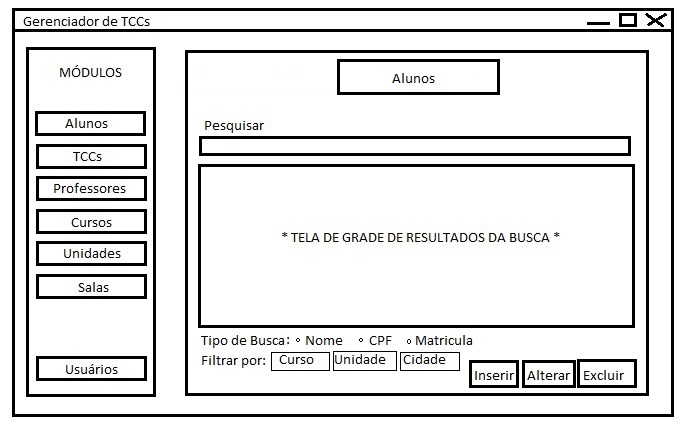 Gerenciador de TCCs
MÓDULOS
Alunos
TCCs
Professores
Cursos
Unidades
Salas
Usuários
Alunos
Pesquisar
* TELA DE GRADE DE RESULTADOS DA BUSCA *
Tipo de Busca: Nome CPF Matricula
Filtrar por: Curso Unidade Cidade
Inserir Alterar Excluir